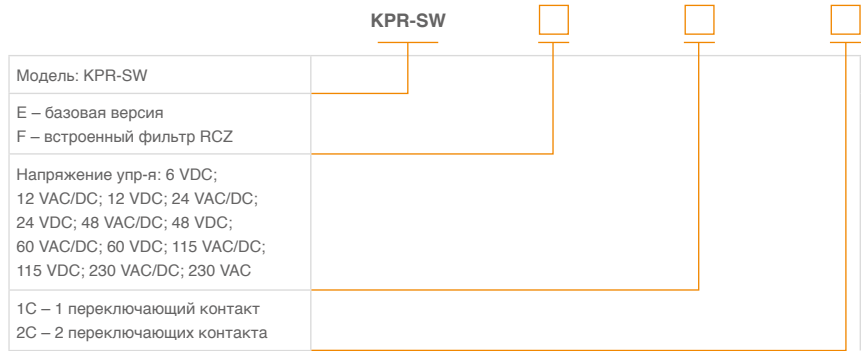 KPR-SW
Модель: KPR-SW
E – базовая версия
F – встроенный фильтр RCZ
Напряжение упр-я: 6 VDC;
12 VAC/DC; 12 VDC; 24 VAC/DC;
24 VDC; 48 VAC/DC; 48 VDC;
60 VAC/DC; 60 VDC; 115 VAC/DC;
115 VDC; 230 VAC/DC; 230 VAC
1C – 1 переключающий контакт
2C – 2 переключающих контакта